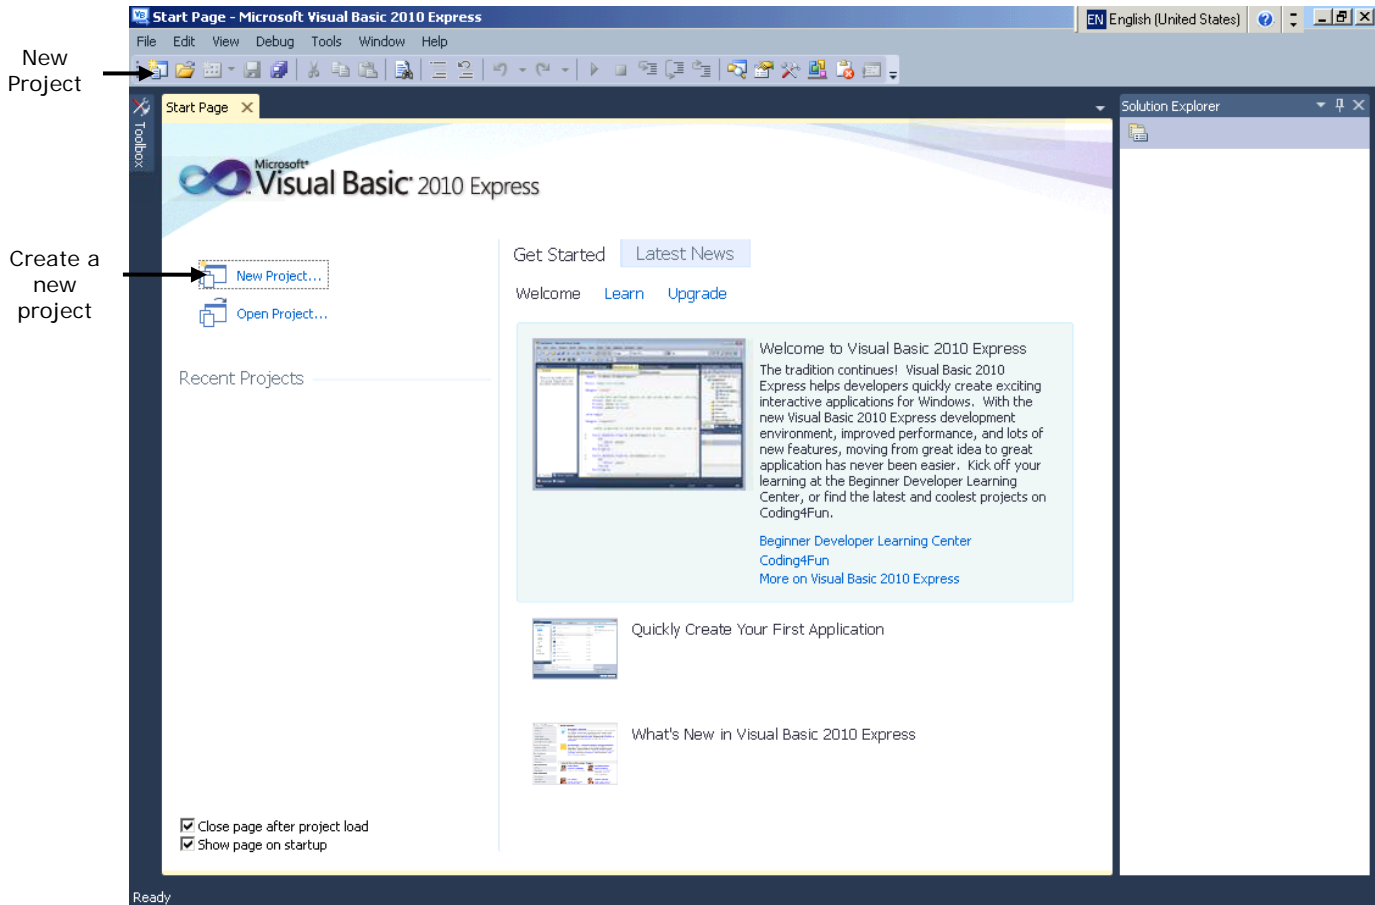 Start Page - Microsoft Visual Basic 2010 Express
EN English (United States)
File Edit View Debug Tools Window Help
New
Project
Start Page
Solution Explorer
Toolbox
Microsoft®
Visual Basic® 2010 Express
Create a
new
project
New Project...
Open Project...
Recent Projects
Get Started Latest News
Welcome Learn Upgrade
Welcome to Visual Basic 2010 Express
The tradition continues! Visual Basic 2010
Express helps developers quickly create exciting
interactive applications for Windows. With the
new Visual Basic 2010 Express development
environment, improved performance, and lots of
new features, moving from great idea to great
application has never been easier. Kick off your
learning at the Beginner Developer Learning
Center, or find the latest and coolest projects on
Coding4Fun.
Beginner Developer Learning Center
Coding4Fun
More on Visual Basic 2010 Express
Quickly Create Your First Application
What's New in Visual Basic 2010 Express
Close page after project load
Show page on startup
Ready